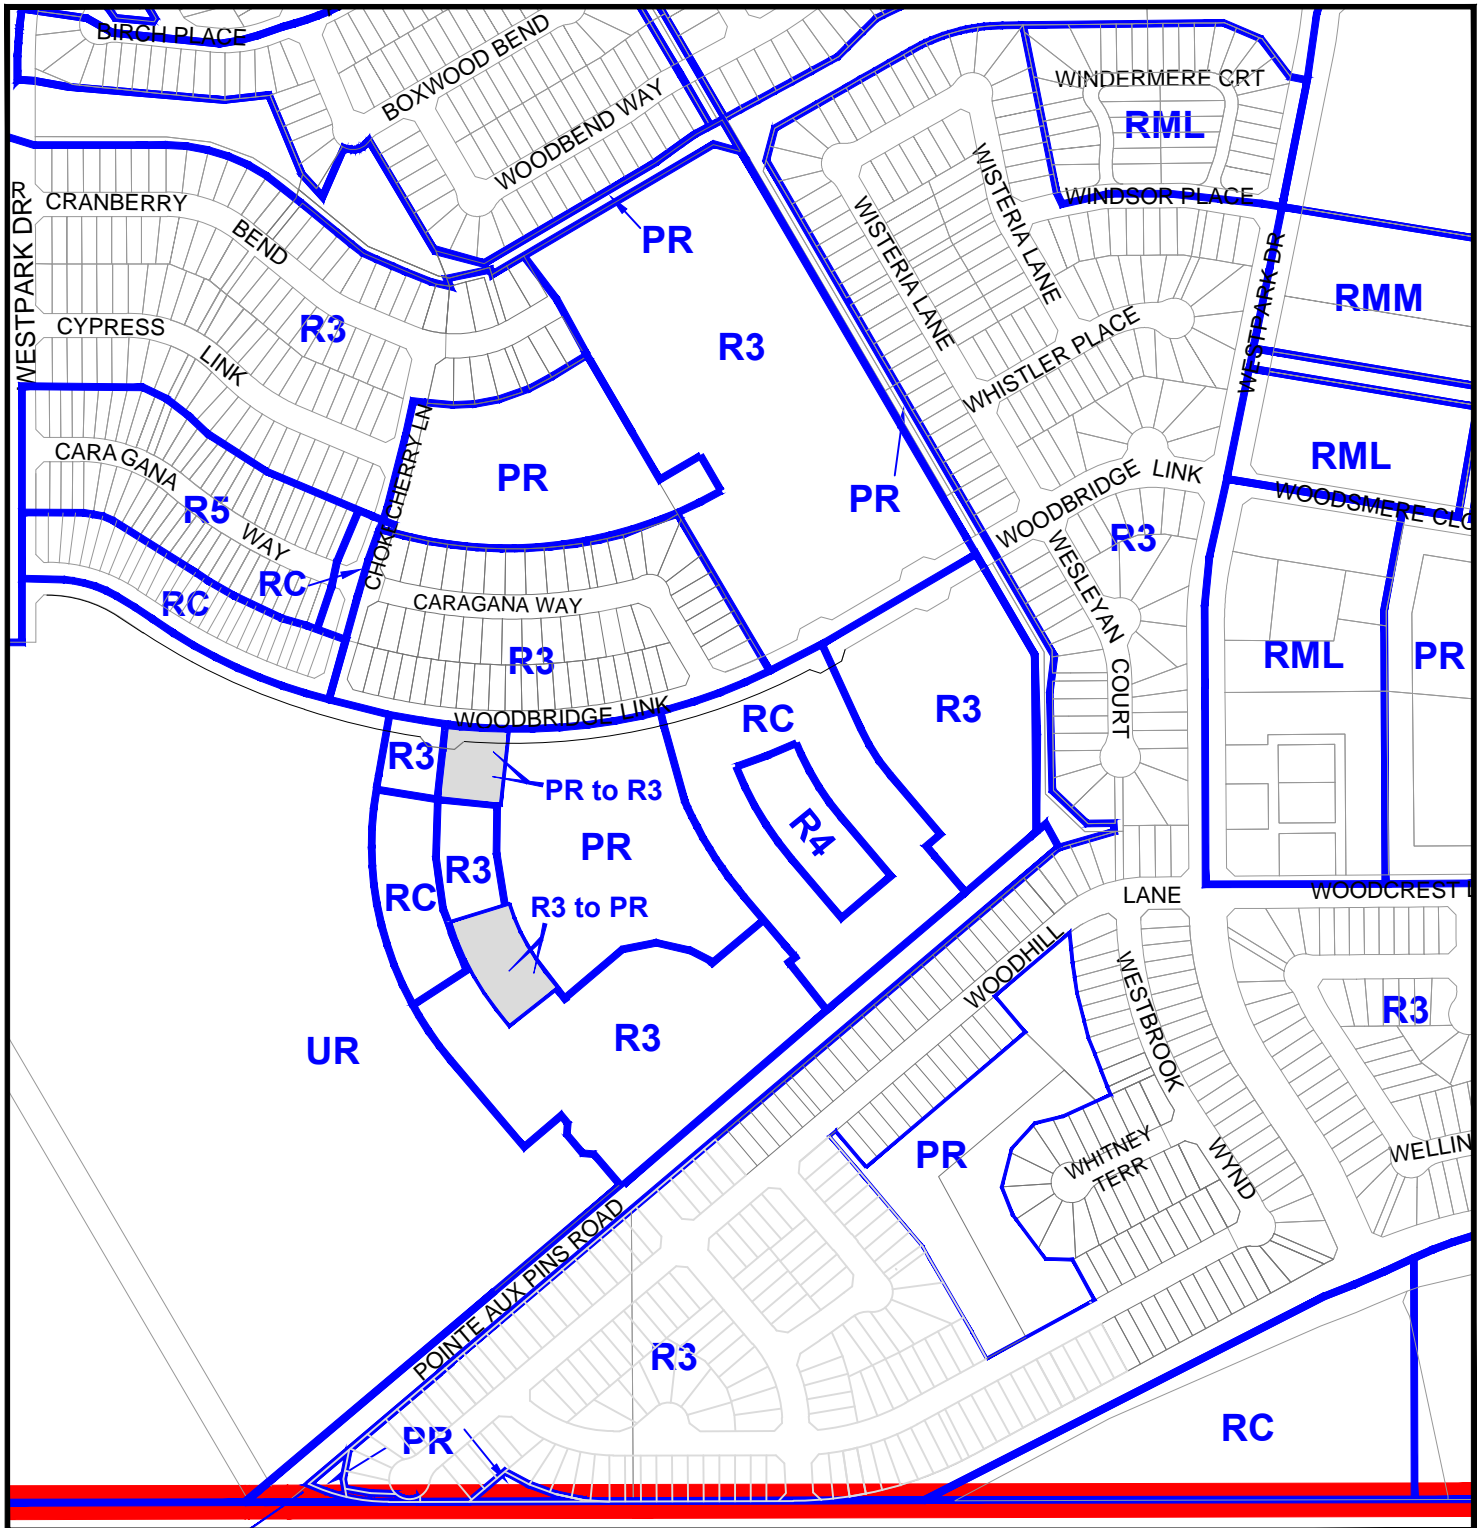 BIRCH PLACE
BOXWOOD BEND
WOODBEND WAY
WINDERMERE CRT
RML
WISTERIA LANE
WISTERIA LANE
WINDSOR PLACE
WESTPARK DR
R
CRANBERRY
BEND
PR
WESTPARK DR
RMM
R3
CYPRESS
LINK
R3
WHISTLER PLACE
CARAGANA
WAY
R5
CHOKECHERRY LN
PR
PR
WOODBRIDGE LINK
RML
WOODSMERE CLO
R3
RC
RC
CARAGANA WAY
R3
WESLEYAN COURT
RML
PR
WOODBRIDGE LINK
RC
R3
R3
PR to R3
R4
PR
R3
RC
R3 to PR
LANE
WOODCREST L
WOODHILL
WESTBROOK
WYND
R3
UR
R3
PR
WHITNEY
TERR
WELLIN
POINTE AUX PINS ROAD
R3
PR
RC